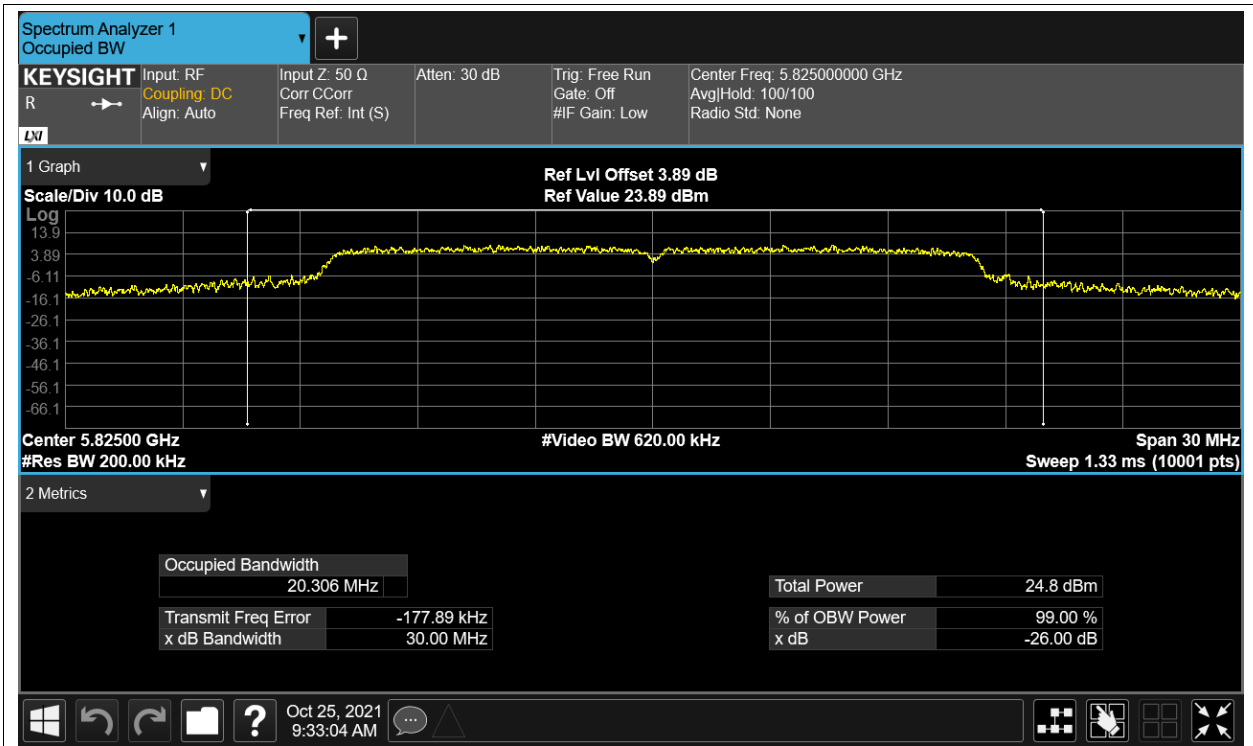 Spectrum Analyzer 1
Occupied BW
KEYSIGHT
R
LXI
Input: RF
Coupling: DC
Align: Auto
Input Z: 50 Ω
Corr CCorr
Freq Ref: Int (S)
Atten: 30 dB
Trig: Free Run
Gate: Off
#IF Gain: Low
Center Freq: 5.825000000 GHz
Avg|Hold: 100/100
Radio Std: None
1 Graph
Scale/Div 10.0 dB
Ref Lvl Offset 3.89 dB
Ref Value 23.89 dBm
Log
13.9
3.89
-6.11
-16.1
-26.1
-36.1
-46.1
-56.1
-66.1
Center 5.82500 GHz
#Video BW 620.00 kHz
Span 30 MHz
#Res BW 200.00 kHz
Sweep 1.33 ms (10001 pts)
2 Metrics
Occupied Bandwidth
20.306 MHz
Total Power 24.8 dBm
Transmit Freq Error -177.89 kHz
% of OBW Power 99.00 %
x dB Bandwidth 30.00 MHz
x dB -26.00 dB
?
Oct 25, 2021
9:33:04 AM